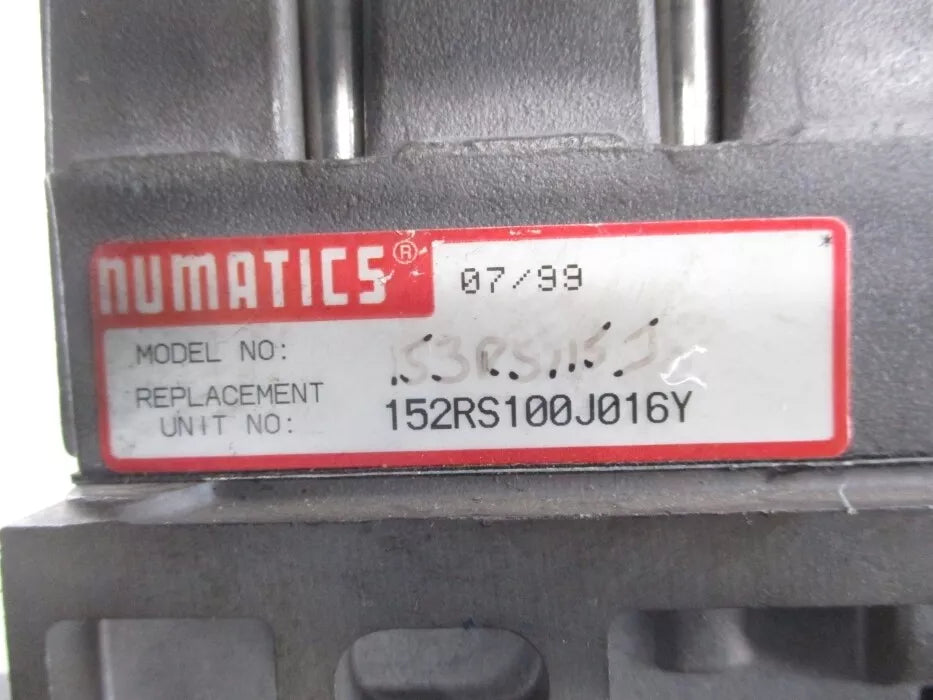 NUMATICS®
07/99
MODEL NO:
REPLACEMENT
UNIT NO: 152RS100J016Y